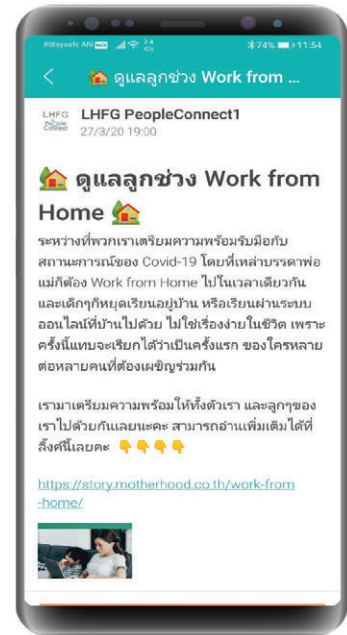 #StaySafe AIS
74% 11:54
ดูแลลูกช่วง Work from ...
LHFG
People
Connect
LHFG PeopleConnect1
27/3/20 19:00
ดูแลลูกช่วง Work from
Home
ระหว่างที่พวกเราเตรียมความพร้อมรับมือกับ
สถานะการณ์ของ Covid-19 โดยที่เหล่าบรรดาพ่อ
แม่ก็ต้อง Work from Home ไปในเวลาเดียวกัน
และเด็กๆก็หยุดเรียนอยู่บ้าน หรือเรียนผ่านระบบ
ออนไลน์ที่บ้านไปด้วย ไม่ใช่เรื่องง่ายในชีวิต เพราะ
ครั้งนี้แทบจะเรียกได้ว่าเป็นครั้งแรก ของใครหลาย
ต่อหลายคนที่ต้องเผชิญร่วมกัน
เรามาเตรียมความพร้อมให้ทั้งตัวเรา และลูกๆของ
เราไปด้วยกันเลยนะคะ สามารถอ่านเพิ่มเติมได้ที่
ลิ้งค์นี้เลยคะ
https://story.motherhood.co.th/work-from
-home/